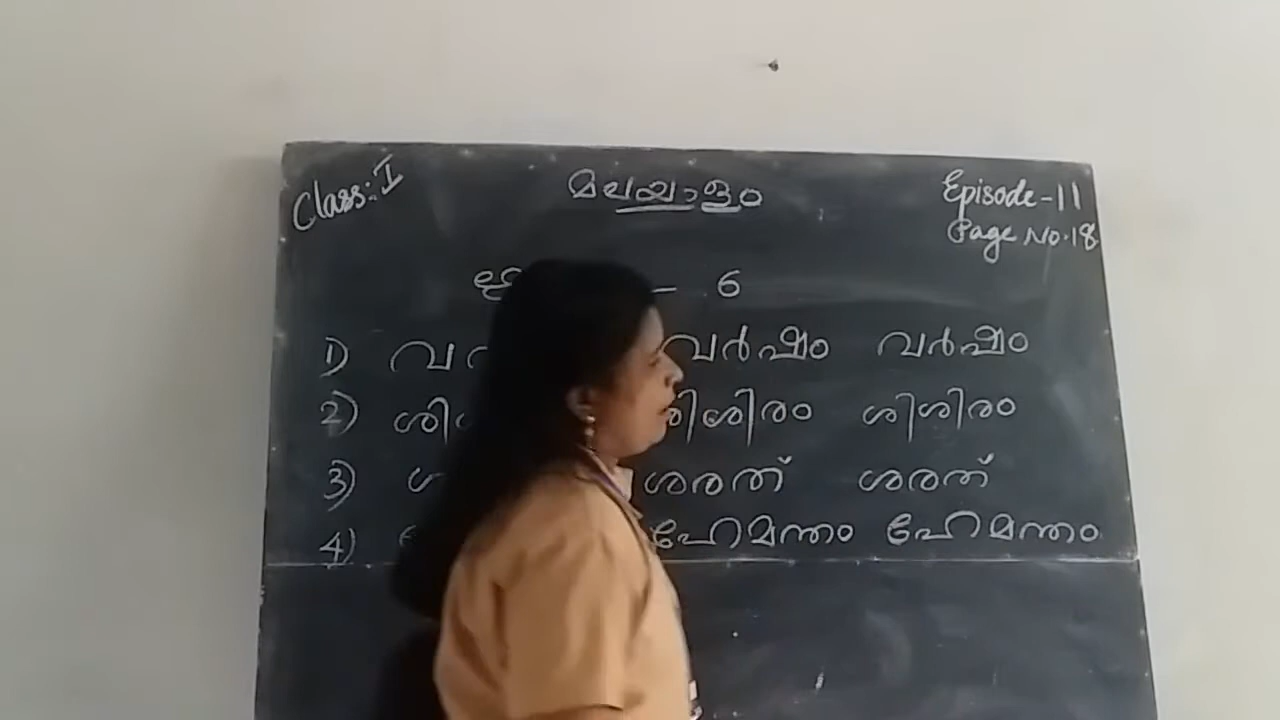 Class: I മലയാളം Episode-11
Page No. 18
- 6
1) വർഷം വർഷം
2) ശിശിരം ശിശിരം
3) ശരത് ശരത്
4) ഹേമന്തം ഹേമന്തം